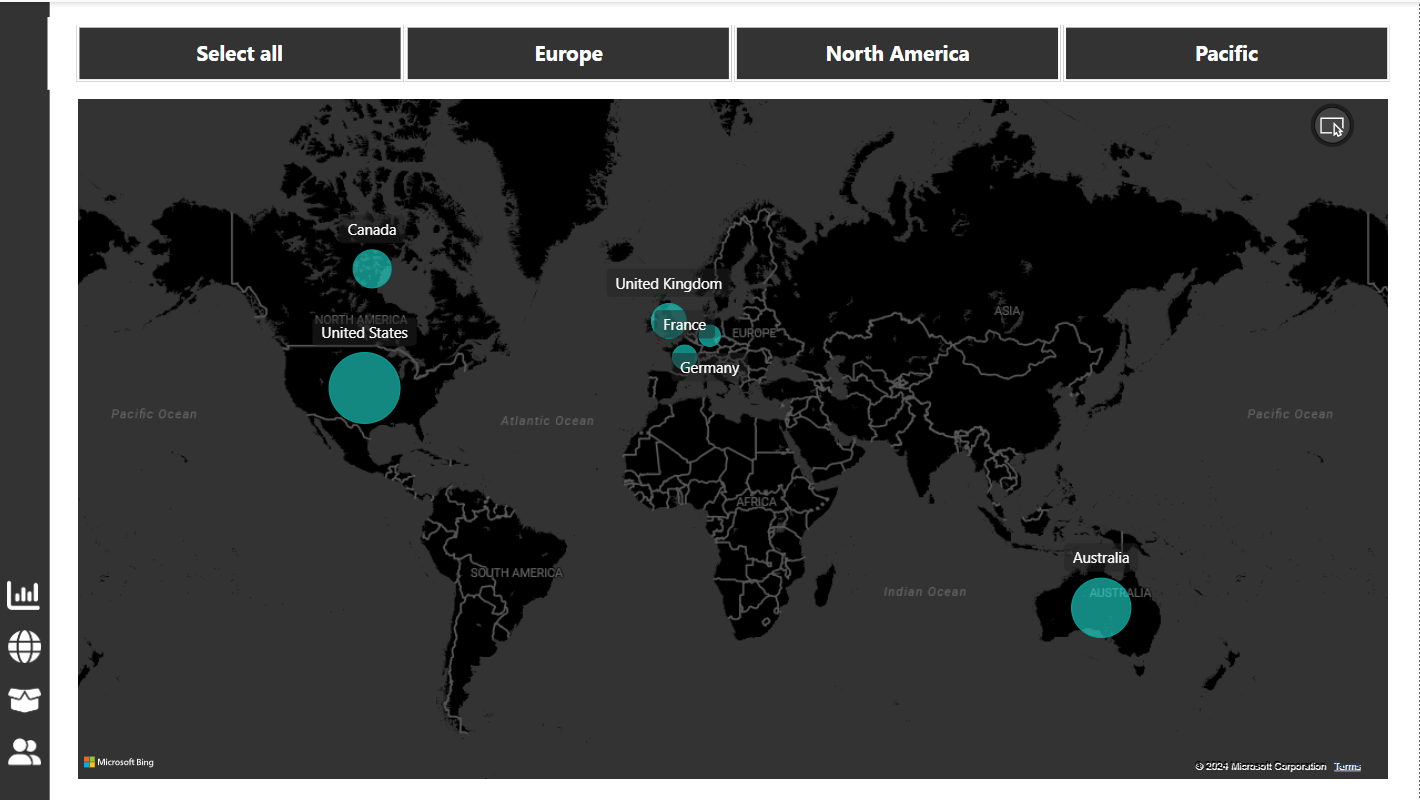 Select all
Europe
North America
Pacific
Canada
NORTH AMERICA
United States
United Kingdom
France
EUROPE
Germany
ASIA
Pacific Ocean
Atlantic Ocean
Pacific Ocean
AFRICA
Australia
SOUTH AMERICA
Indian Ocean
AUSTRALIA
Microsoft Bing
© 2024 Microsoft Corporation Terms